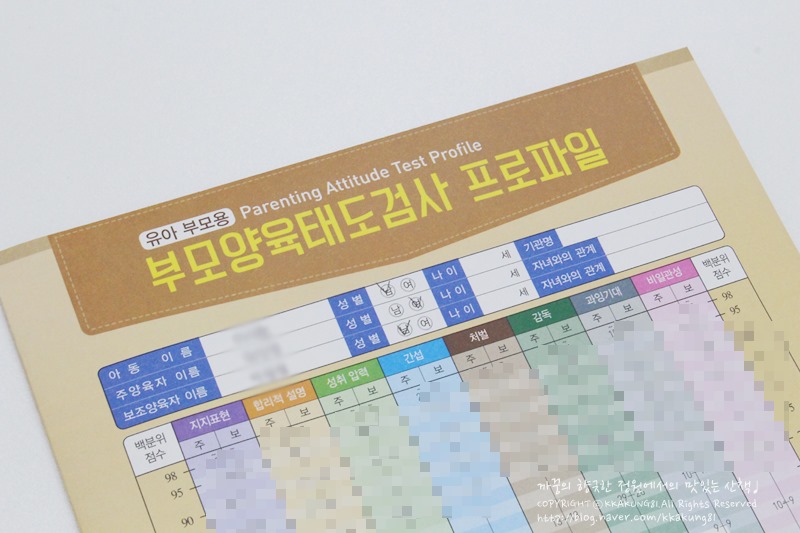 유아 부모용 Parenting Attitude Test Profile
부모양육태도검사 프로파일
아동 이름 성별 남 여 나이 세 기관명
주양육자 이름 성별 남 여 나이 세 자녀와의 관계
보조양육자 이름 성별 남 여 나이 세 자녀와의 관계
백분위 점수 지지표현 합리적 설명 성취 압력 간섭 처벌 감독 과잉기대 비일관성 백분위 점수
주 보 주 보 주 보 주 보 주 보 주 보 주 보 주 보
98 98
95 95
90
까꿍의 향긋한 정원에서의 맛있는 산책♩
COPYRIGHT @ KKAKUNG81 All Rights Reserved
http://blog.naver.com/kkakung81